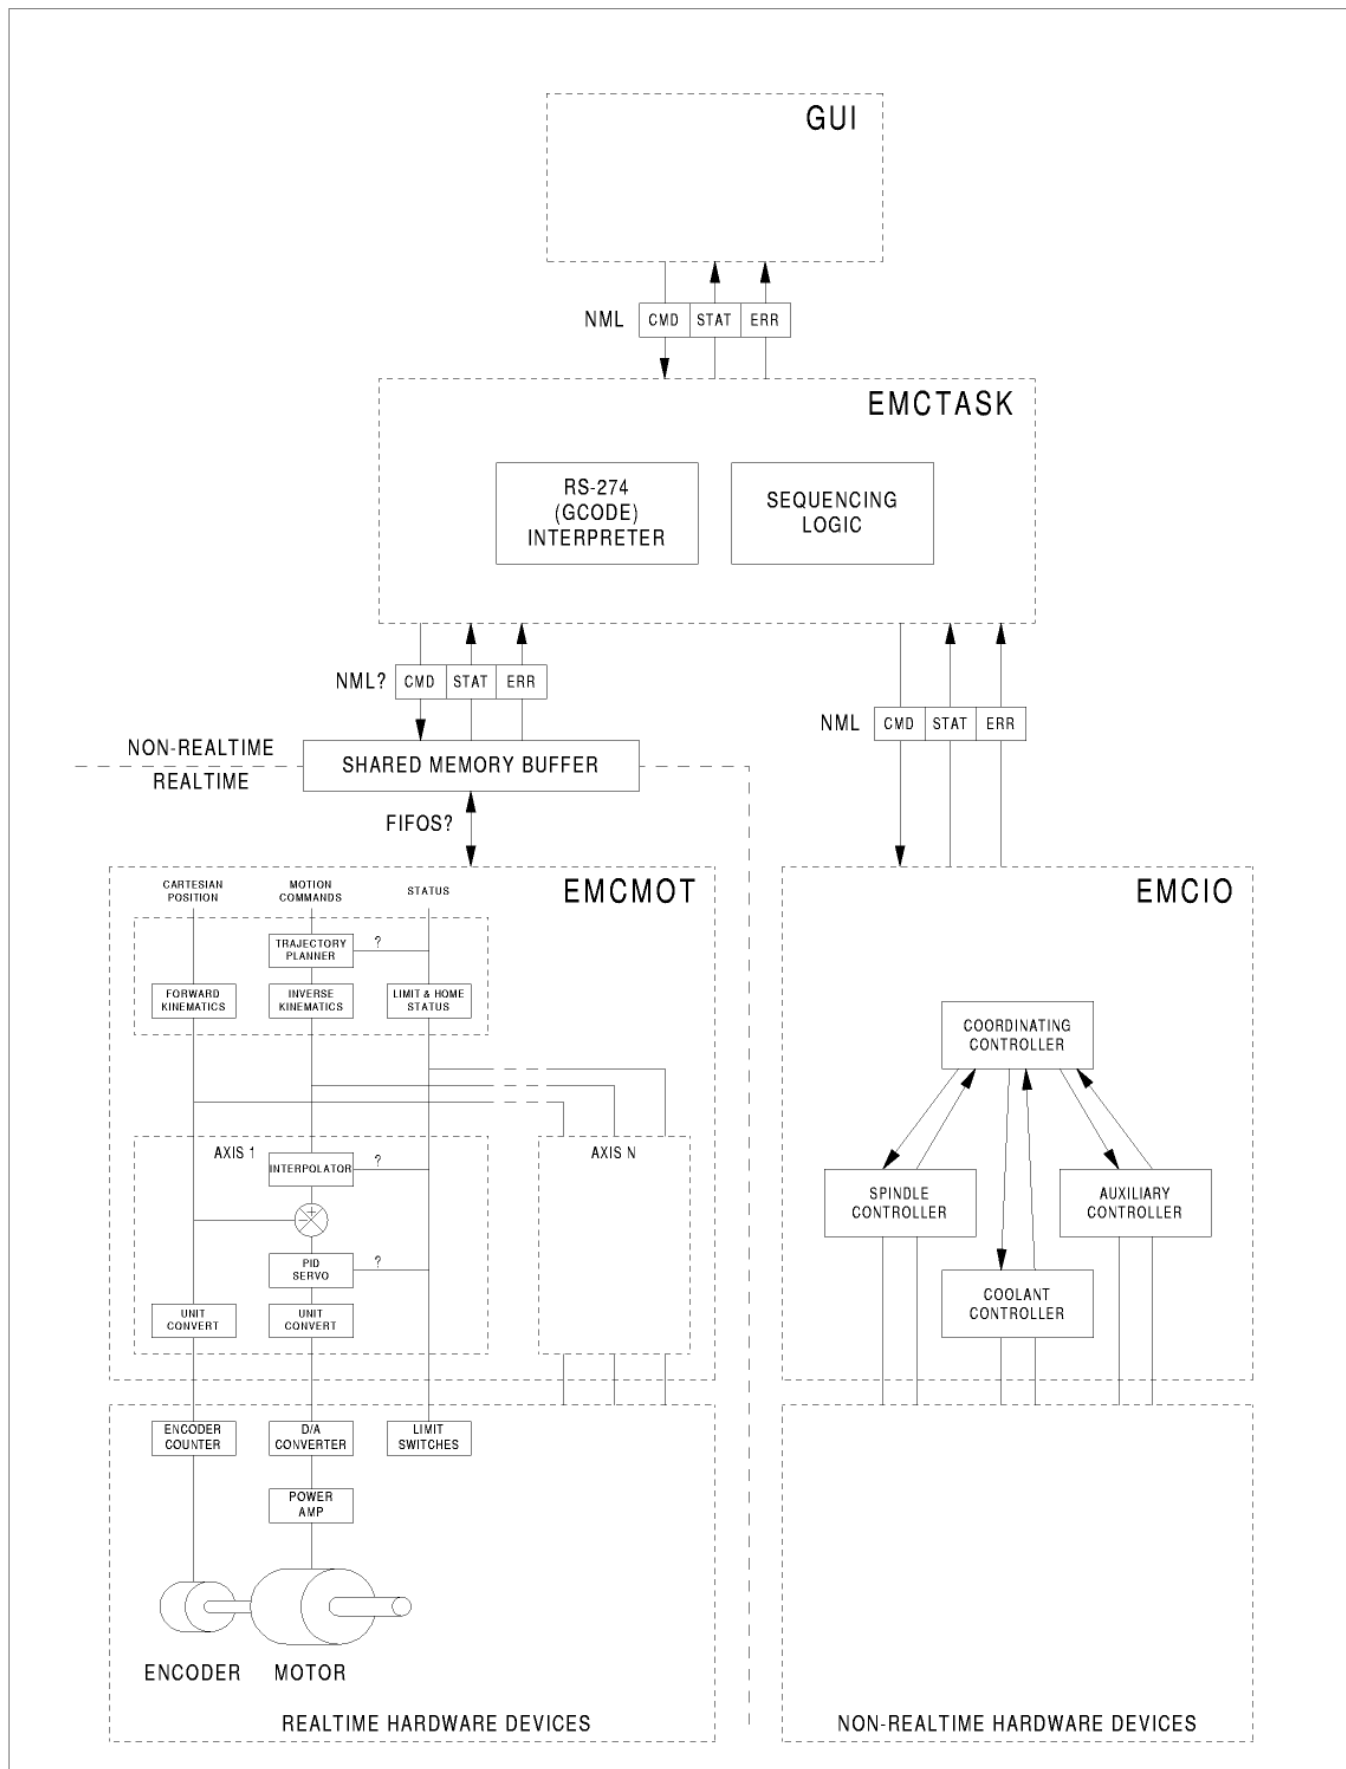 GUI
NML
CMD
STAT
ERR
EMCTASK
RS-274
(GCODE)
INTERPRETER
SEQUENCING
LOGIC
NML?
CMD
STAT
ERR
NML
CMD
STAT
ERR
NON-REALTIME
REALTIME
SHARED MEMORY BUFFER
FIFOS?
EMCMOT
CARTESIAN
POSITION
MOTION
COMMANDS
STATUS
TRAJECTORY
PLANNER
?
FORWARD
KINEMATICS
INVERSE
KINEMATICS
LIMIT & HOME
STATUS
AXIS 1
INTERPOLATOR
?
+
−
PID
SERVO
?
UNIT
CONVERT
UNIT
CONVERT
AXIS N
EMCIO
COORDINATING
CONTROLLER
SPINDLE
CONTROLLER
AUXILIARY
CONTROLLER
COOLANT
CONTROLLER
ENCODER
COUNTER
D/A
CONVERTER
LIMIT
SWITCHES
POWER
AMP
ENCODER
MOTOR
REALTIME HARDWARE DEVICES
NON-REALTIME HARDWARE DEVICES